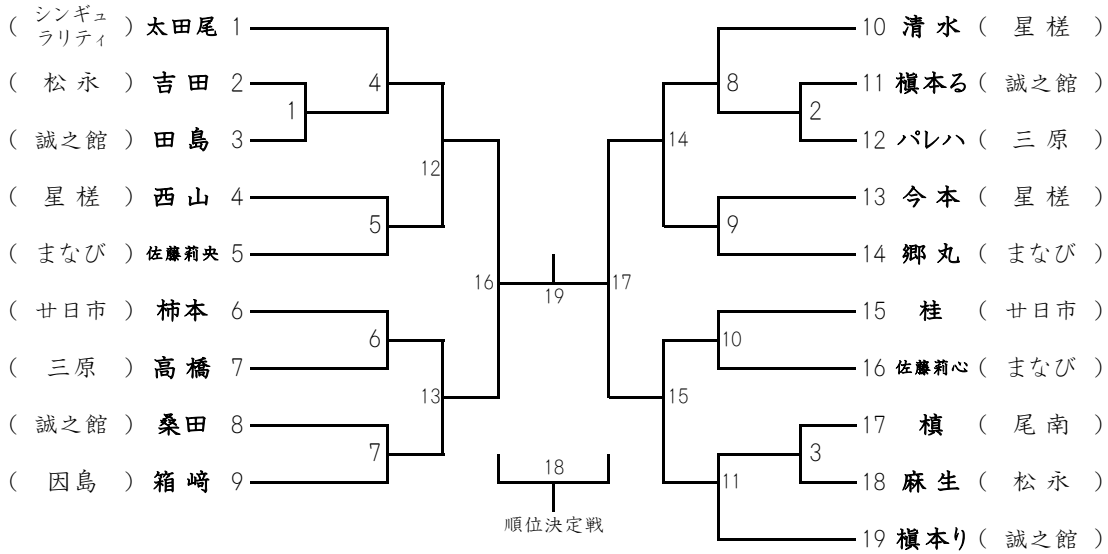 (シンギュラリティ) 太田尾 1
(松永) 吉田 2
(誠之館) 田島 3
(星槎) 西山 4
(まなび) 佐藤莉央 5
(廿日市) 柿本 6
(三原) 高橋 7
(誠之館) 桑田 8
(因島) 箱﨑 9
1
4
5
12
6
7
13
16
19
18
順位決定戦
17
14
8
2
9
15
10
11
3
10 清水 (星槎)
11 槇本る (誠之館)
12 パレハ (三原)
13 今本 (星槎)
14 郷丸 (まなび)
15 桂 (廿日市)
16 佐藤莉心 (まなび)
17 槙 (尾南)
18 麻生 (松永)
19 槇本り (誠之館)